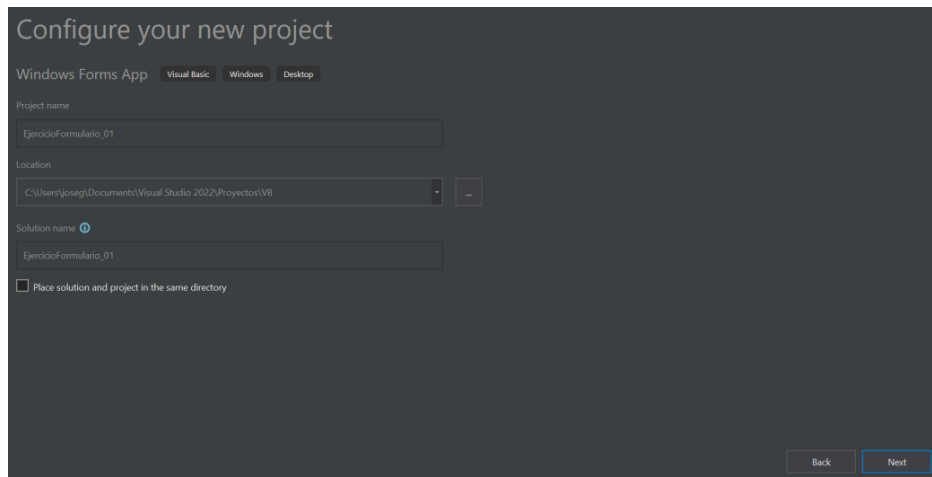 Configure your new project
Windows Forms App Visual Basic Windows Desktop
Project name
EjercicioFormulario_01
Location
C:\Users\joseg\Documents\Visual Studio 2022\Proyectos\VB
...
Solution name
EjercicioFormulario_01
Place solution and project in the same directory
Back Next